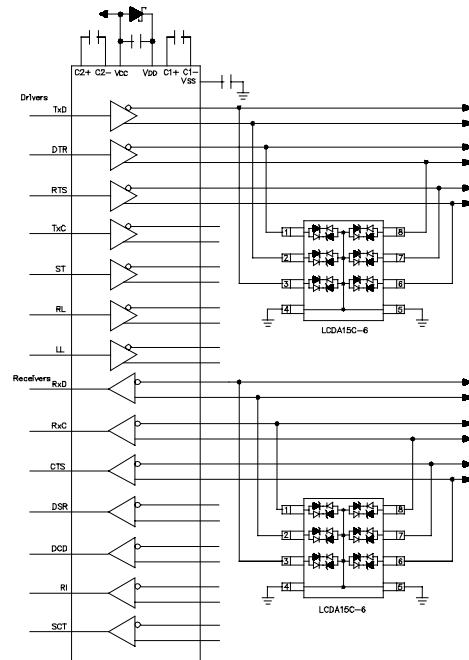 C2+ C2- Vcc VDD C1+ C1-
VSS
Drivers
TxD
DTR
RTS
1 8
TxC
2 7
ST
3 6
4 5
RL
LCDA15C-6
LL
Receivers
RxD
RxC
CTS
1 8
DSR
2 7
DCD
3 6
4 5
RI
LCDA15C-6
SCT